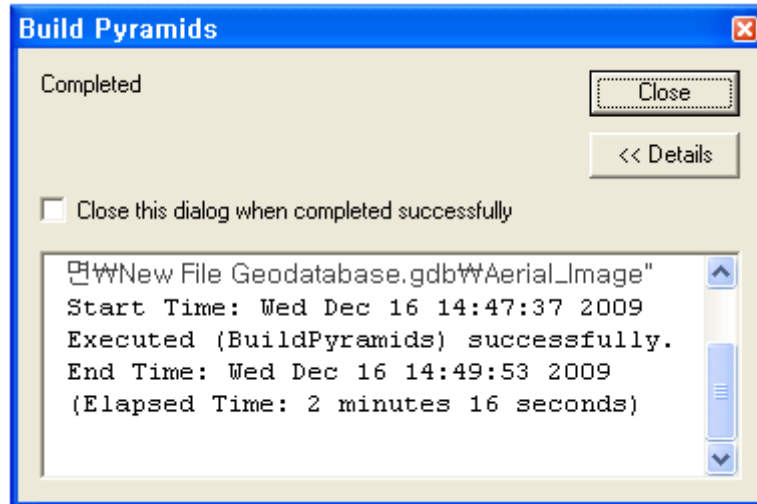 Build Pyramids
Completed
Close
<< Details
Close this dialog when completed successfully
면₩New File Geodatabase.gdb₩Aerial_Image"
Start Time: Wed Dec 16 14:47:37 2009
Executed (BuildPyramids) successfully.
End Time: Wed Dec 16 14:49:53 2009
(Elapsed Time: 2 minutes 16 seconds)